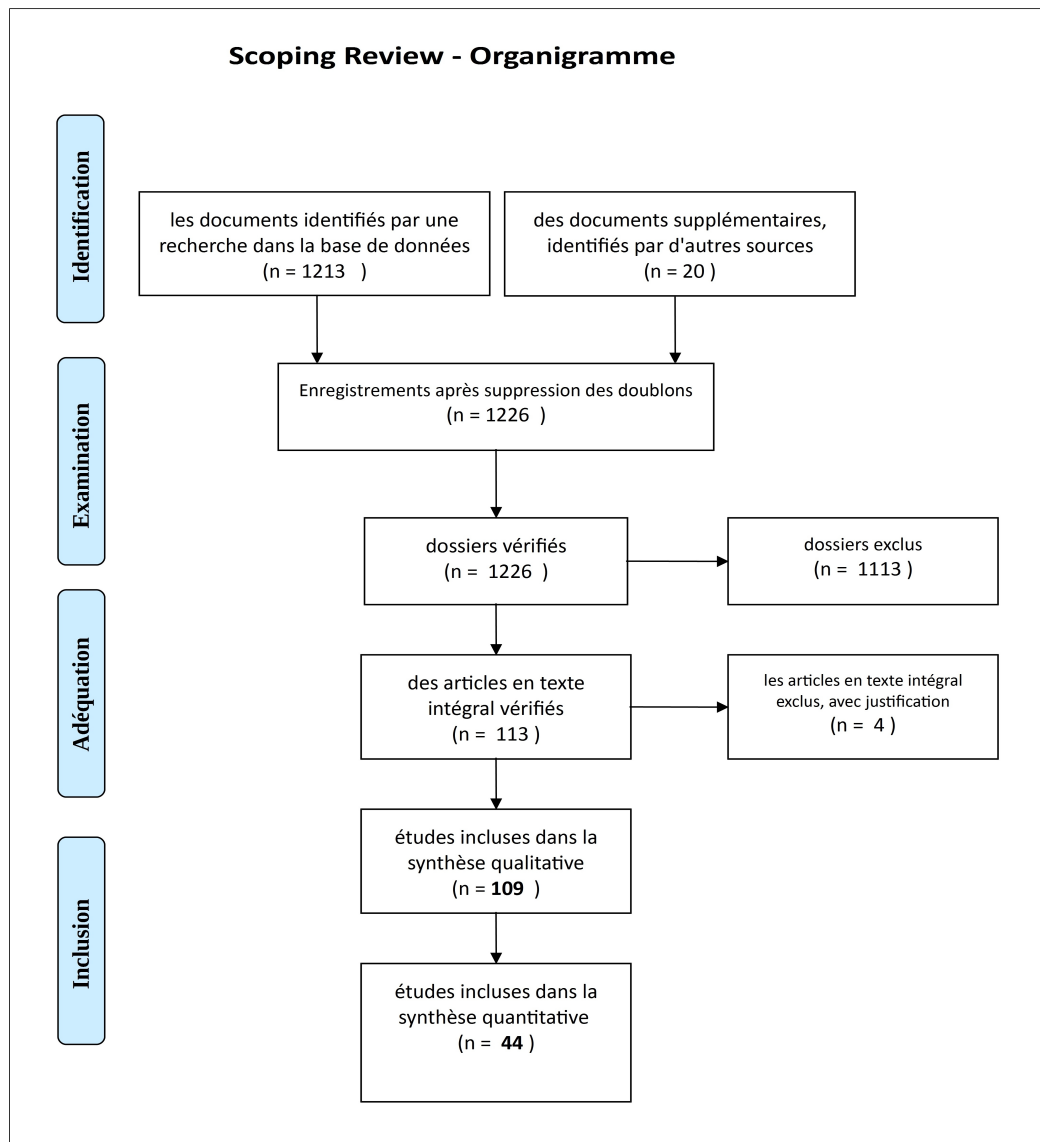 Scoping Review - Organigramme
Identification
les documents identifiés par une
recherche dans la base de données
(n = 1213 )
des documents supplémentaires,
identifiés par d'autres sources
(n = 20 )
Examination
Enregistrements après suppression des doublons
(n = 1226 )
dossiers vérifiés
(n = 1226 )
dossiers exclus
(n = 1113 )
Adéquation
des articles en texte
intégral vérifiés
(n = 113 )
les articles en texte intégral
exclus, avec justification
(n = 4 )
Inclusion
études incluses dans la
synthèse qualitative
(n = 109 )
études incluses dans la
synthèse quantitative
(n = 44 )